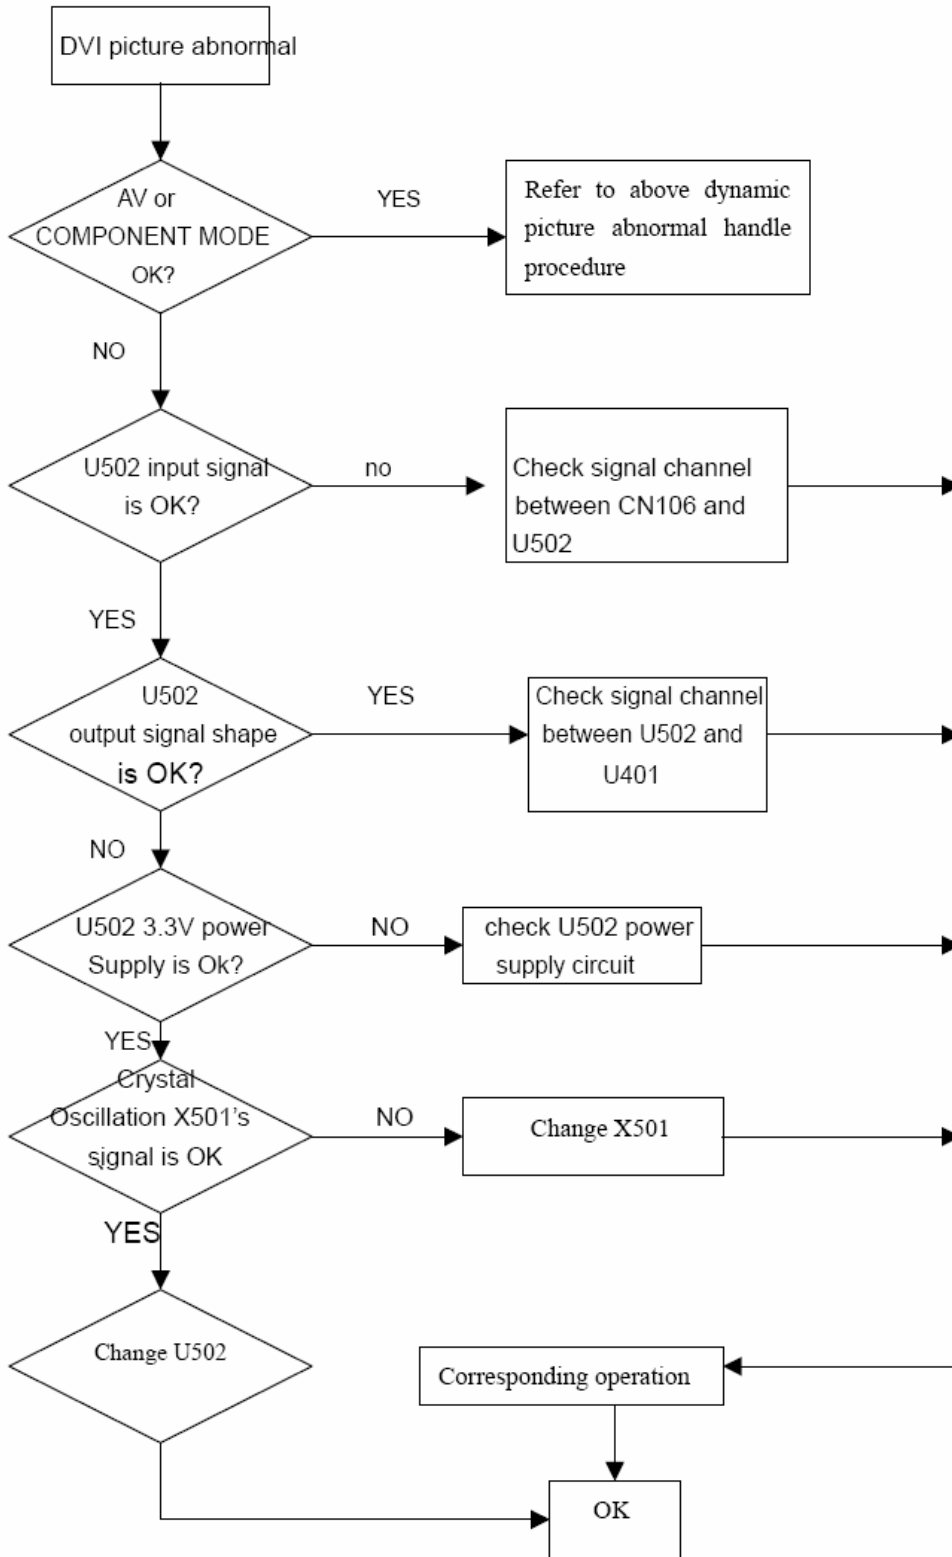 DVI picture abnormal
AV or
COMPONENT MODE
OK?
YES
Refer to above dynamic
picture abnormal handle
procedure
NO
U502 input signal
is OK?
no
Check signal channel
between CN106 and
U502
YES
U502
output signal shape
is OK?
YES
Check signal channel
between U502 and
U401
NO
U502 3.3V power
Supply is Ok?
NO
check U502 power
supply circuit
YES
Crystal
Oscillation X501's
signal is OK
NO
Change X501
YES
Change U502
Corresponding operation
OK